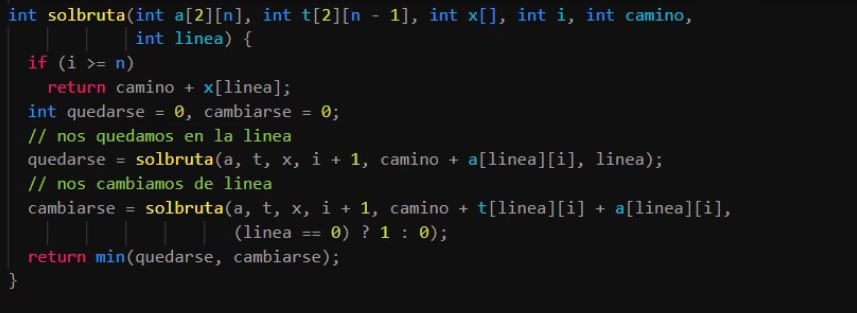 int solbruta(int a[2][n], int t[2][n - 1], int x[], int i, int camino,
int linea) {
if (i >= n)
return camino + x[linea];
int quedarse = 0, cambiarse = 0;
// nos quedamos en la linea
quedarse = solbruta(a, t, x, i + 1, camino + a[linea][i], linea);
// nos cambiamos de linea
cambiarse = solbruta(a, t, x, i + 1, camino + t[linea][i] + a[linea][i],
(linea == 0) ? 1 : 0);
return min(quedarse, cambiarse);
}